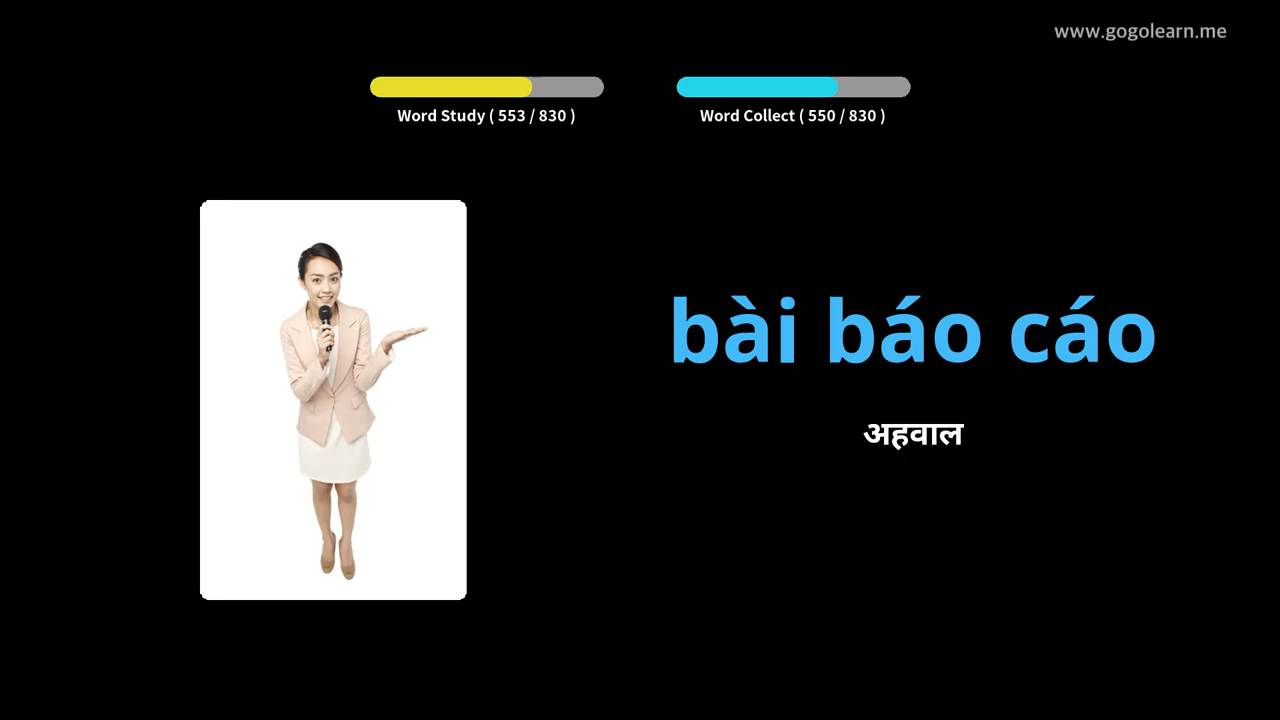 www.gogolearn.me
Word Study ( 553 / 830 )
Word Collect ( 550 / 830 )
bài báo cáo
अहवाल